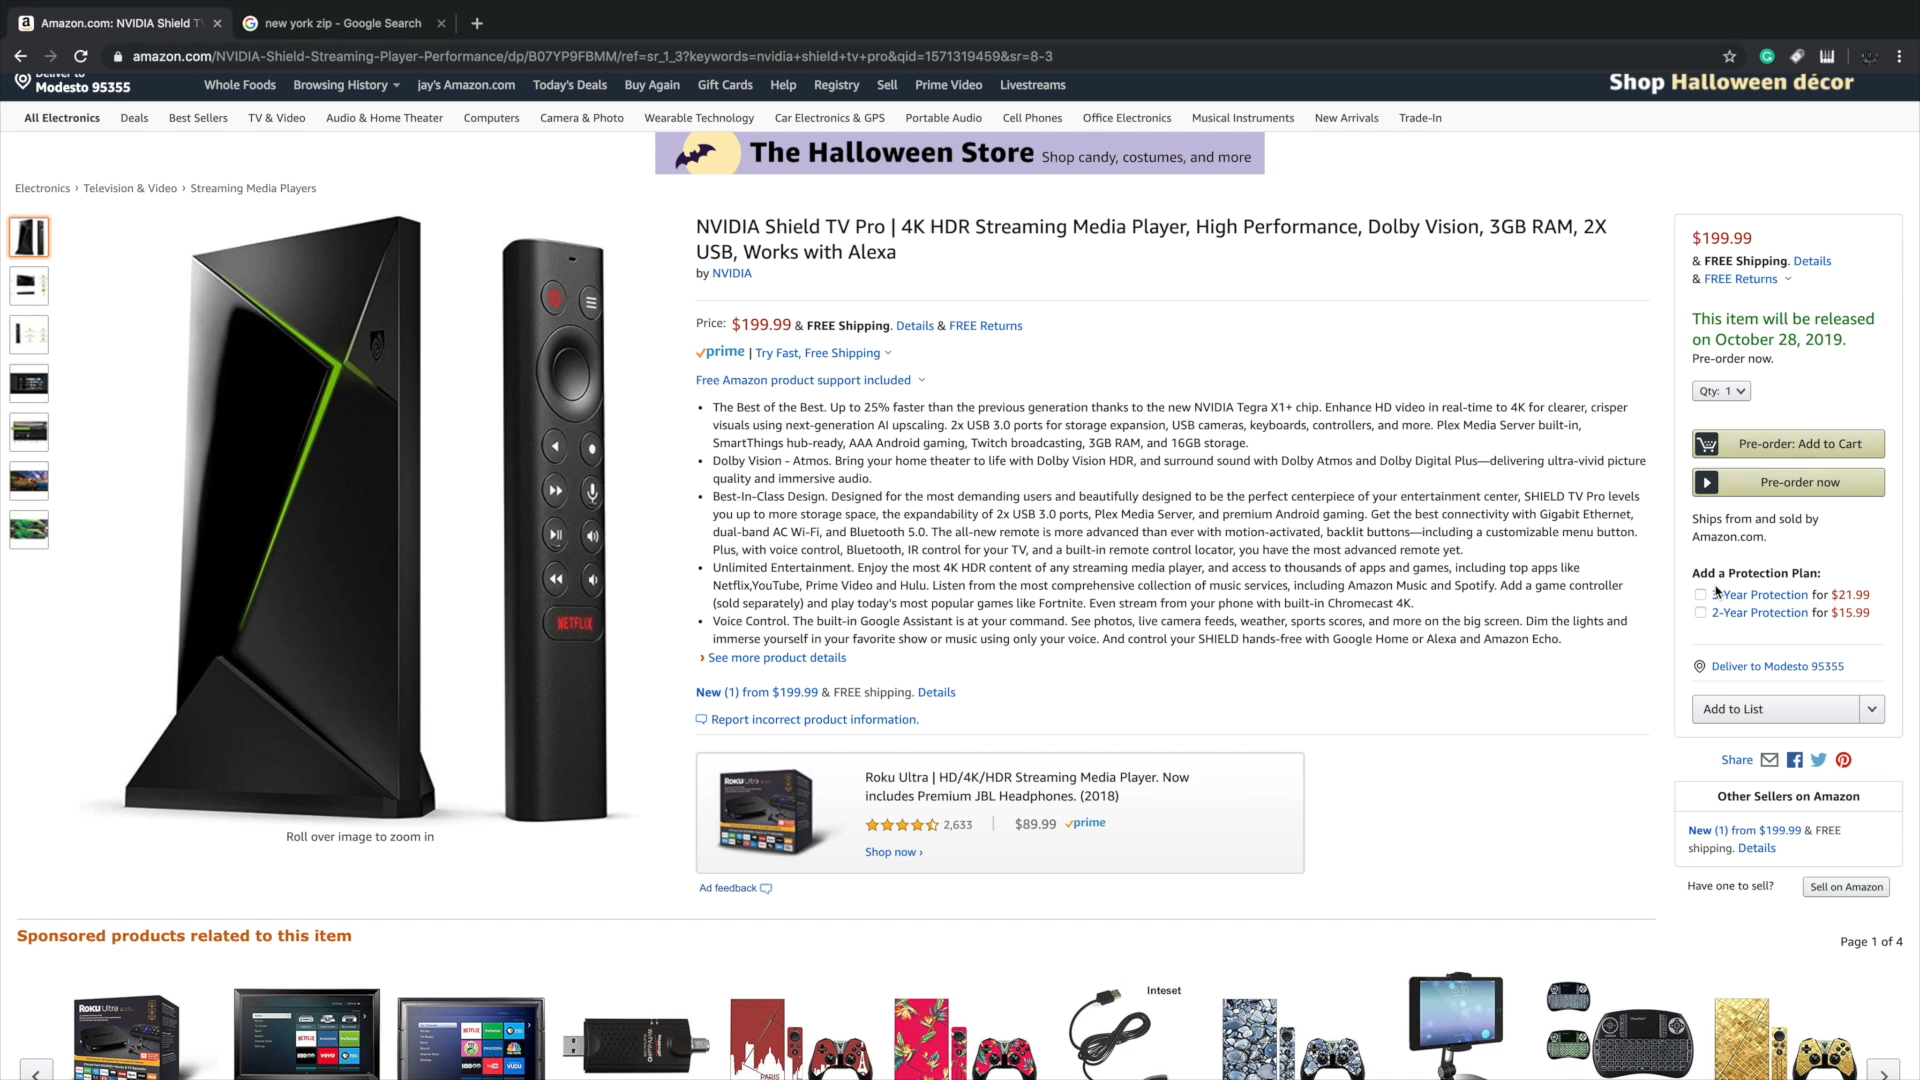 Amazon.com: NVIDIA Shield TV
new york zip - Google Search
amazon.com/NVIDIA-Shield-Streaming-Player-Performance/dp/B07YP9FBMM/ref=sr_1_3?keywords=nvidia+shield+tv+pro&qid=1571319459&sr=8-3
Deliver to
Modesto 95355
Whole Foods Browsing History jay's Amazon.com Today's Deals Buy Again Gift Cards Help Registry Sell Prime Video Livestreams
Shop Halloween décor
All Electronics Deals Best Sellers TV & Video Audio & Home Theater Computers Camera & Photo Wearable Technology Car Electronics & GPS Portable Audio Cell Phones Office Electronics Musical Instruments New Arrivals Trade-In
The Halloween Store Shop candy, costumes, and more
Electronics › Television & Video › Streaming Media Players
NETFLIX
Roll over image to zoom in
NVIDIA Shield TV Pro | 4K HDR Streaming Media Player, High Performance, Dolby Vision, 3GB RAM, 2X
USB, Works with Alexa
by NVIDIA
Price: $199.99 & FREE Shipping. Details & FREE Returns
prime | Try Fast, Free Shipping
Free Amazon product support included
• The Best of the Best. Up to 25% faster than the previous generation thanks to the new NVIDIA Tegra X1+ chip. Enhance HD video in real-time to 4K for clearer, crisper
visuals using next-generation AI upscaling. 2x USB 3.0 ports for storage expansion, USB cameras, keyboards, controllers, and more. Plex Media Server built-in,
SmartThings hub-ready, AAA Android gaming, Twitch broadcasting, 3GB RAM, and 16GB storage.
• Dolby Vision - Atmos. Bring your home theater to life with Dolby Vision HDR, and surround sound with Dolby Atmos and Dolby Digital Plus—delivering ultra-vivid picture
quality and immersive audio.
• Best-In-Class Design. Designed for the most demanding users and beautifully designed to be the perfect centerpiece of your entertainment center, SHIELD TV Pro levels
you up to more storage space, the expandability of 2x USB 3.0 ports, Plex Media Server, and premium Android gaming. Get the best connectivity with Gigabit Ethernet,
dual-band AC Wi-Fi, and Bluetooth 5.0. The all-new remote is more advanced than ever with motion-activated, backlit buttons—including a customizable menu button.
Plus, with voice control, Bluetooth, IR control for your TV, and a built-in remote control locator, you have the most advanced remote yet.
• Unlimited Entertainment. Enjoy the most 4K HDR content of any streaming media player, and access to thousands of apps and games, including top apps like
Netflix,YouTube, Prime Video and Hulu. Listen from the most comprehensive collection of music services, including Amazon Music and Spotify. Add a game controller
(sold separately) and play today's most popular games like Fortnite. Even stream from your phone with built-in Chromecast 4K.
• Voice Control. The built-in Google Assistant is at your command. See photos, live camera feeds, weather, sports scores, and more on the big screen. Dim the lights and
immerse yourself in your favorite show or music using only your voice. And control your SHIELD hands-free with Google Home or Alexa and Amazon Echo.
› See more product details
New (1) from $199.99 & FREE shipping. Details
Report incorrect product information.
Roku Ultra
Roku Ultra | HD/4K/HDR Streaming Media Player. Now
includes Premium JBL Headphones. (2018)
2,633 | $89.99 prime
Shop now ›
Ad feedback
$199.99
& FREE Shipping. Details
& FREE Returns
This item will be released
on October 28, 2019.
Pre-order now.
Qty: 1
Pre-order: Add to Cart
Pre-order now
Ships from and sold by
Amazon.com.
Add a Protection Plan:
3-Year Protection for $21.99
2-Year Protection for $15.99
Deliver to Modesto 95355
Add to List
Share
Other Sellers on Amazon
New (1) from $199.99 & FREE
shipping. Details
Have one to sell? Sell on Amazon
Sponsored products related to this item
Page 1 of 4
Roku Ultra
Inteset
PARIS